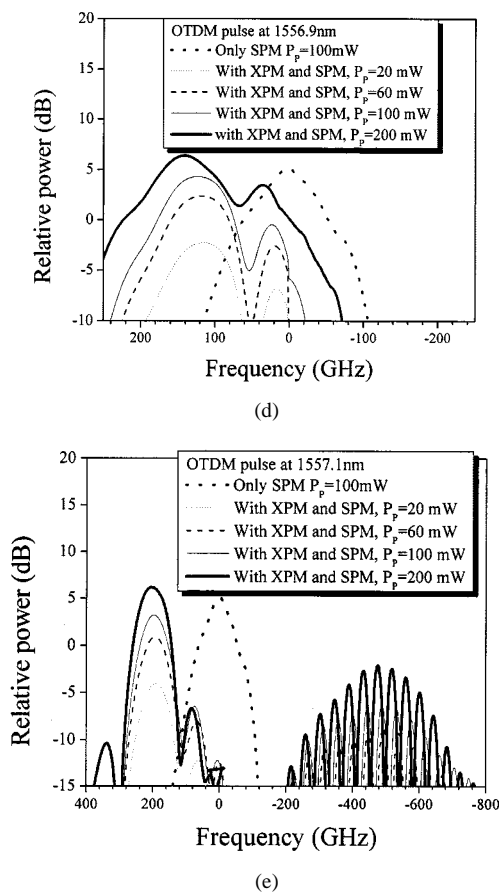 OTDM pulse at 1556.9nm
Only SPM P_P=100mW
With XPM and SPM, P_P=20 mW
With XPM and SPM, P_P=60 mW
With XPM and SPM, P_P=100 mW
with XPM and SPM, P_P=200 mW
Relative power (dB)
20
15
10
5
0
-5
-10
200
100
0
-100
-200
Frequency (GHz)
(d)
OTDM pulse at 1557.1nm
Only SPM P_P=100mW
With XPM and SPM, P_P=20 mW
With XPM and SPM, P_P=60 mW
With XPM and SPM, P_P=100 mW
With XPM and SPM, P_P=200 mW
Relative power (dB)
20
15
10
5
0
-5
-10
-15
400
200
0
-200
-400
-600
-800
Frequency (GHz)
(e)